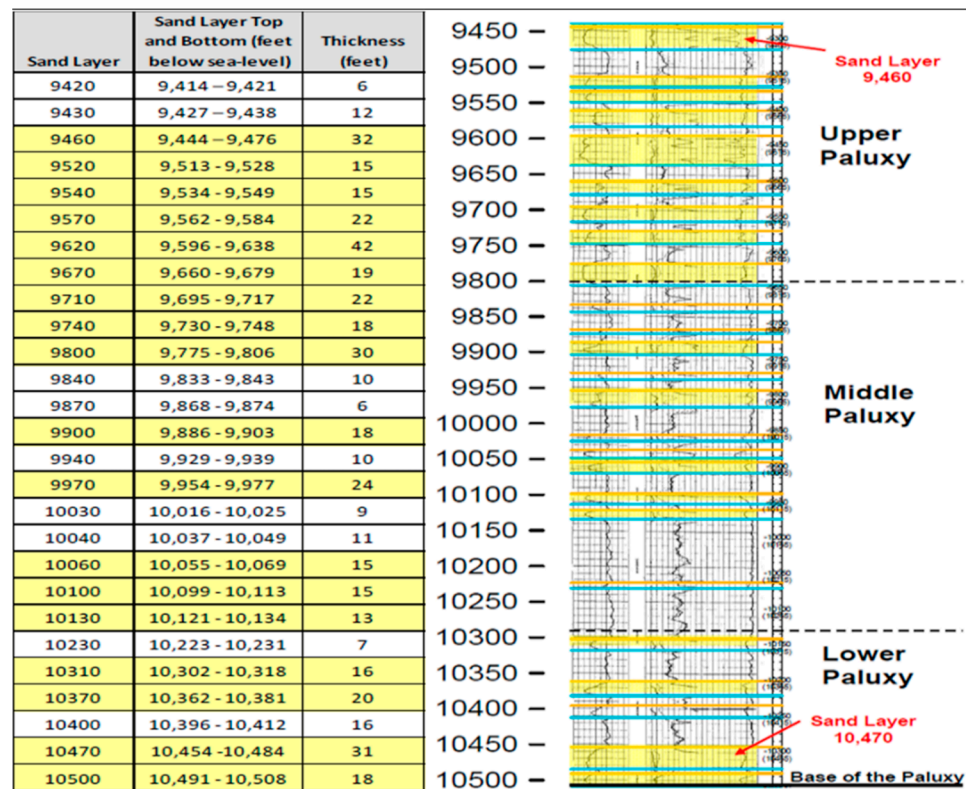 Sand Layer
Sand Layer Top
and Bottom (feet
below sea-level)
Thickness
(feet)
9420 9,414 – 9,421 6
9430 9,427 – 9,438 12
9460 9,444 – 9,476 32
9520 9,513 - 9,528 15
9540 9,534 - 9,549 15
9570 9,562 - 9,584 22
9620 9,596 - 9,638 42
9670 9,660 - 9,679 19
9710 9,695 - 9,717 22
9740 9,730 - 9,748 18
9800 9,775 - 9,806 30
9840 9,833 - 9,843 10
9870 9,868 - 9,874 6
9900 9,886 - 9,903 18
9940 9,929 - 9,939 10
9970 9,954 - 9,977 24
10030 10,016 - 10,025 9
10040 10,037 - 10,049 11
10060 10,055 - 10,069 15
10100 10,099 - 10,113 15
10130 10,121 - 10,134 13
10230 10,223 - 10,231 7
10310 10,302 - 10,318 16
10370 10,362 - 10,381 20
10400 10,396 - 10,412 16
10470 10,454 -10,484 31
10500 10,491 - 10,508 18
9450 –
9500 –
9550 –
9600 –
9650 –
9700 –
9750 –
9800 –
9850 –
9900 –
9950 –
10000 –
10050 –
10100 –
10150 –
10200 –
10250 –
10300 –
10350 –
10400 –
10450 –
10500 –
Sand Layer
9,460
Upper
Paluxy
Middle
Paluxy
Lower
Paluxy
Sand Layer
10,470
Base of the Paluxy